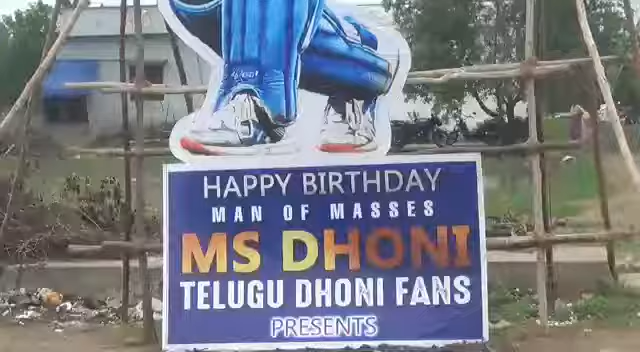 HAPPY BIRTHDAY
MAN OF MASSES
MS DHONI
TELUGU DHONI FANS
PRESENTS